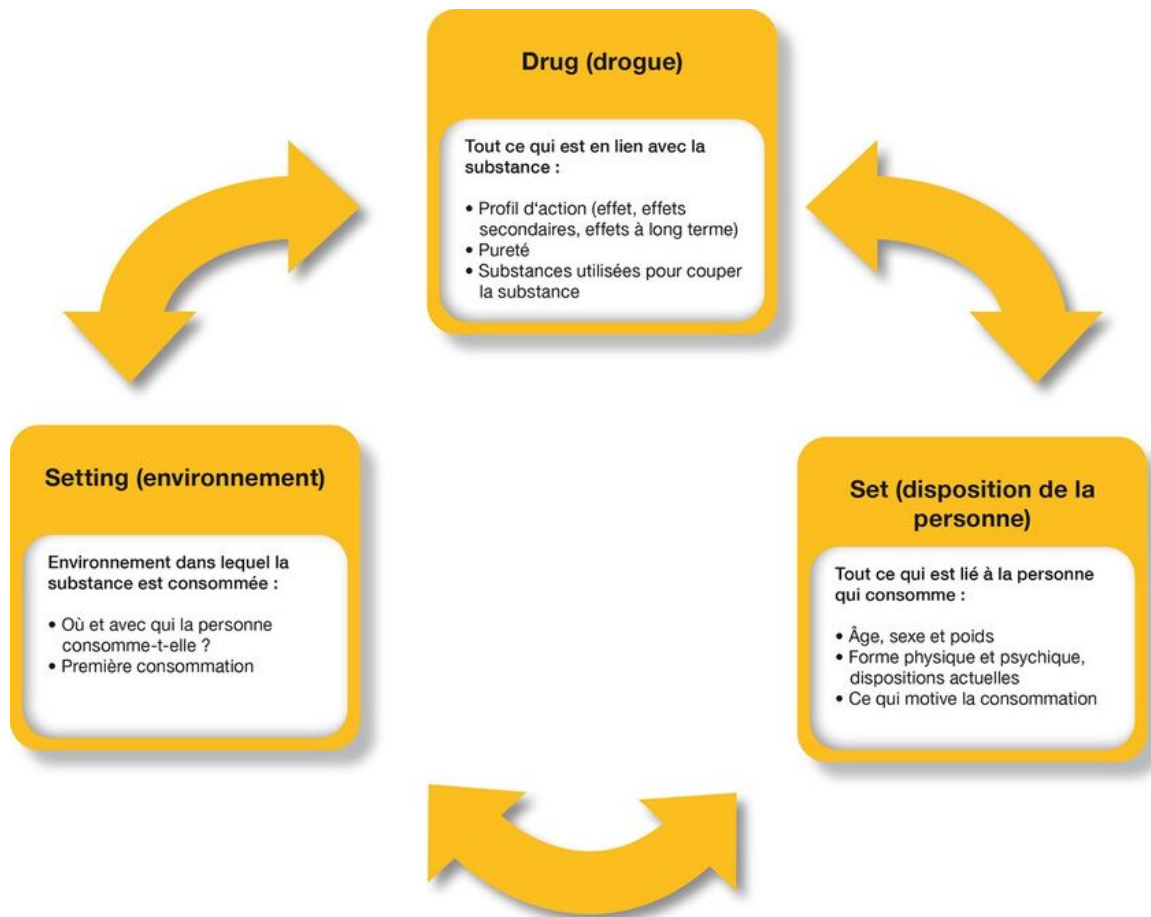 Drug (drogue)
Tout ce qui est en lien avec la
substance :
• Profil d'action (effet, effets
secondaires, effets à long terme)
• Pureté
• Substances utilisées pour couper
la substance
Setting (environnement)
Environnement dans lequel la
substance est consommée :
• Où et avec qui la personne
consomme-t-elle ?
• Première consommation
Set (disposition de la
personne)
Tout ce qui est lié à la personne
qui consomme :
• Âge, sexe et poids
• Forme physique et psychique,
dispositions actuelles
• Ce qui motive la consommation